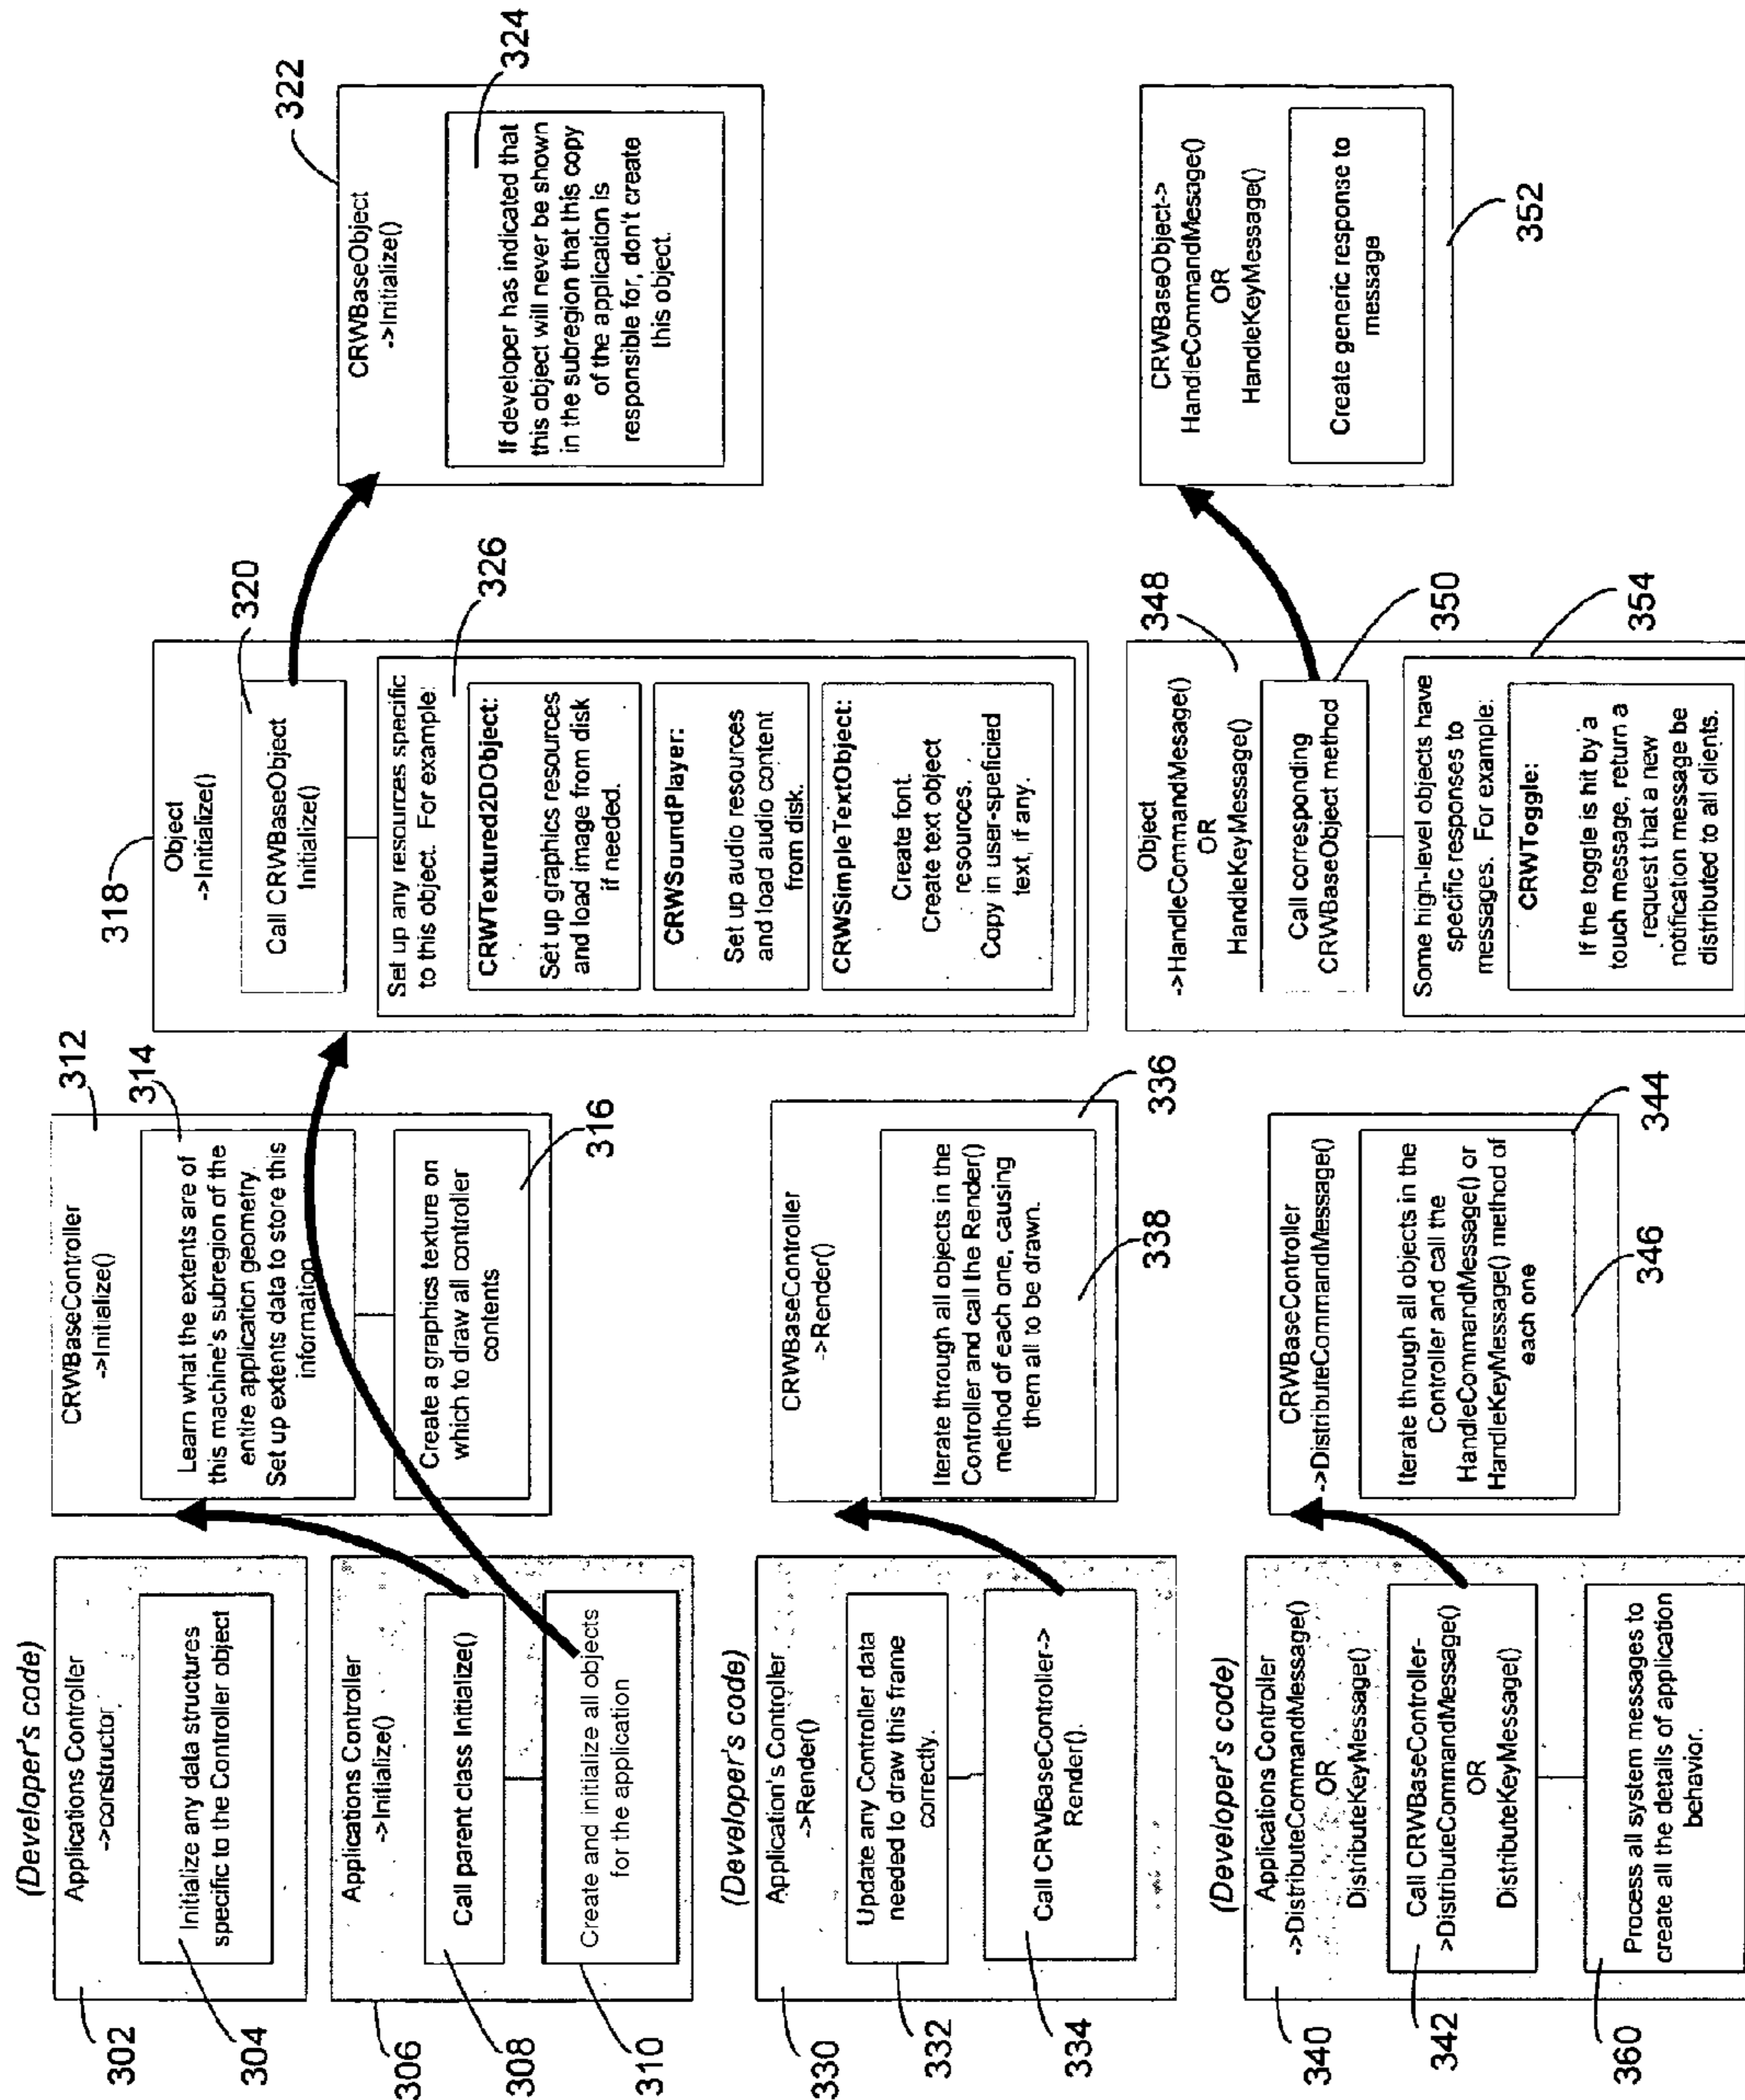 (Developer's code)
302
Applications Controller
->constructor
304
Initialize any data structures
specific to the Controller object
306
Applications Controller
->Initialize()
308
Call parent class Initialize()
310
Create and initialize all objects
for the application
312
CRWBaseController
->Initialize()
314
Learn what the extents are of
this machine's subregion of the
entire application geometry.
Set up extents data to store this
information
316
Create a graphics texture on
which to draw all controller
contents
318
Object
->Initialize()
320
Call CRWBaseObject
Initialize()
326
Set up any resources specific
to this object. For example:
CRWTextured2DObject:
Set up graphics resources
and load image from disk
if needed.
CRWSoundPlayer:
Set up audio resources
and load audio content
from disk.
CRWSimpleTextObject:
Create font.
Create text object
resources.
Copy in user-speficied
text, if any.
322
CRWBaseObject
->Initialize()
324
If developer has indicated that
this object will never be shown
in the subregion that this copy
of the application is
responsible for, don't create
this object.
(Developer's code)
330
Application's Controller
->Render()
332
Update any Controller data
needed to draw this frame
correctly.
334
Call CRWBaseController->
Render().
336
CRWBaseController
->Render()
338
Iterate through all objects in the
Controller and call the Render()
method of each one, causing
them all to be drawn.
(Developer's code)
340
Applications Controller
->DistributeCommandMessage()
OR
DistributeKeyMessage()
342
Call CRWBaseController-
>DistributeCommandMessage()
OR
DistributeKeyMessage()
360
Process all system messages to
create all the details of application
behavior.
344
CRWBaseController
->DistributeCommandMessage()
346
Iterate through all objects in the
Controller and call the
HandleCommandMessage() or
HandleKeyMessage() method of
each one
348
Object
->HandleCommandMessage()
OR
HandleKeyMessage()
350
Call corresponding
CRWBaseObject method
354
Some high-level objects have
specific responses to
messages. For example:
CRWToggle:
If the toggle is hit by a
touch message, return a
request that a new
notification message be
distributed to all clients.
352
CRWBaseObject->
HandleCommandMesage()
OR
HandleKeyMessage()
Create generic response to
message